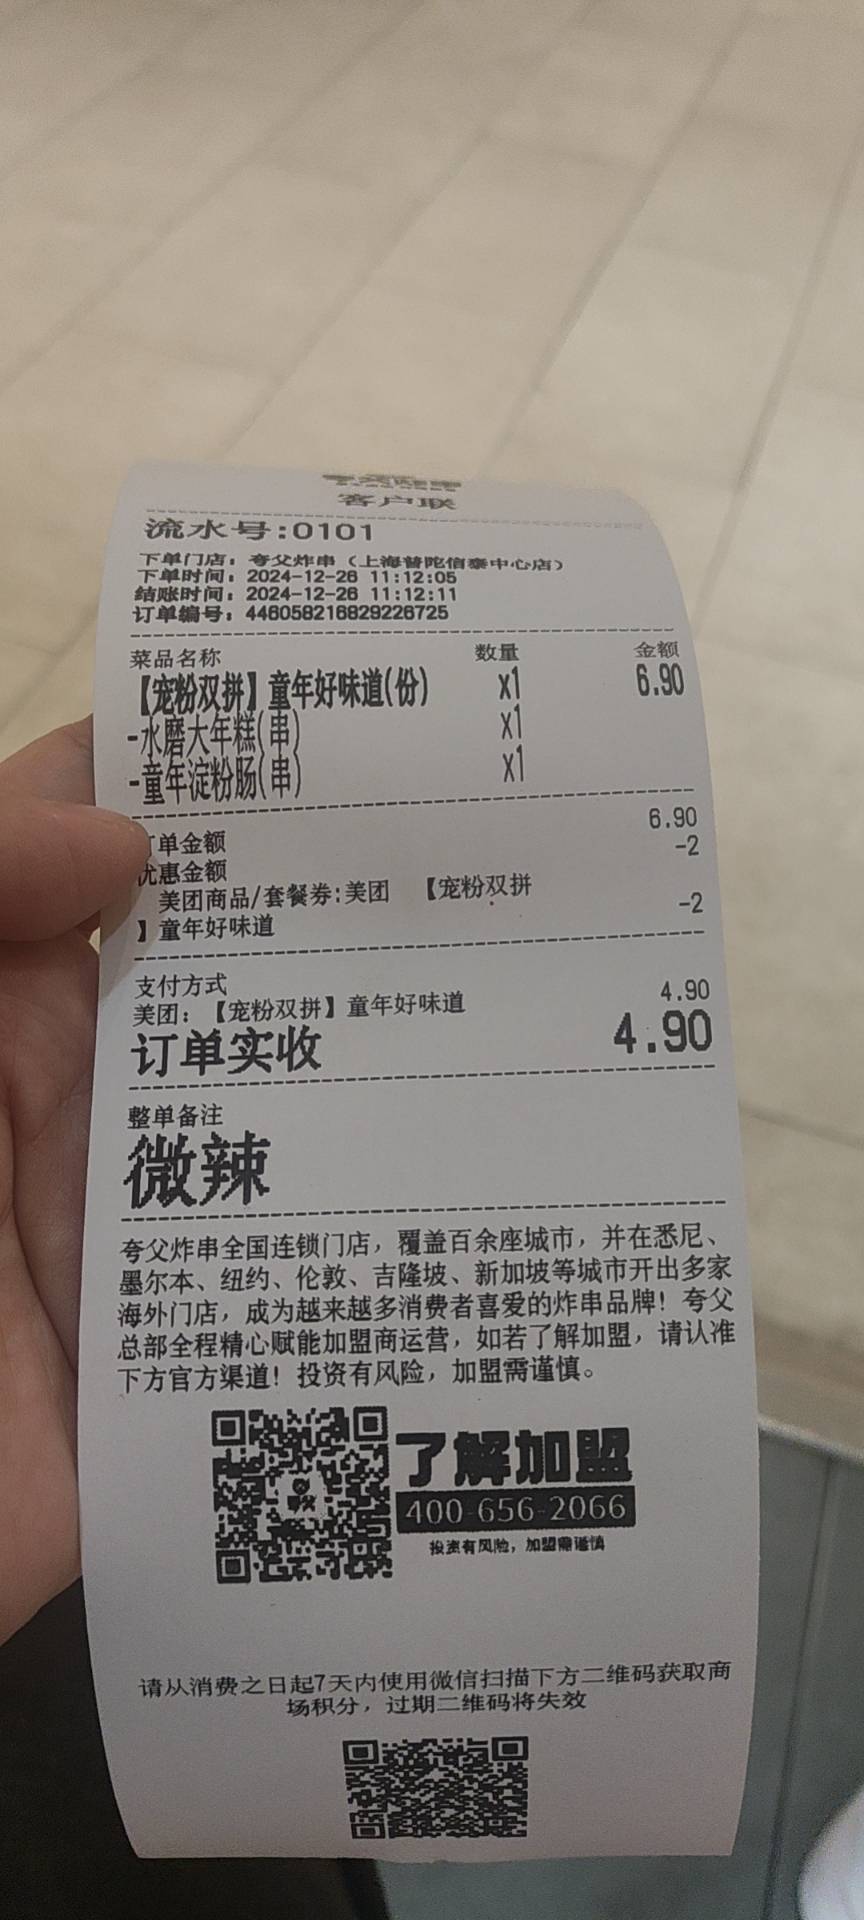 客户联
流水号:0101
下单门店：夸父炸串（上海普陀信泰中心店）
下单时间：2024-12-26 11:12:05
结账时间：2024-12-26 11:12:11
订单编号：446058216829226725
菜品名称 数量 金额
【宠粉双拼】童年好味道(份) x1 6.90
-水磨大年糕(串) x1
-童年淀粉肠(串) x1
订单金额 6.90
优惠金额 -2
美团商品/套餐券:美团 【宠粉双拼
】童年好味道 -2
支付方式
美团：【宠粉双拼】童年好味道 4.90
订单实收 4.90
整单备注
微辣
夸父炸串全国连锁门店，覆盖百余座城市，并在悉尼、
墨尔本、纽约、伦敦、吉隆坡、新加坡等城市开出多家
海外门店，成为越来越多消费者喜爱的炸串品牌！夸父
总部全程精心赋能加盟商运营，如若了解加盟，请认准
下方官方渠道！投资有风险，加盟需谨慎。
了解加盟
400-656-2066
投资有风险，加盟需谨慎
请从消费之日起7天内使用微信扫描下方二维码获取商
场积分，过期二维码将失效